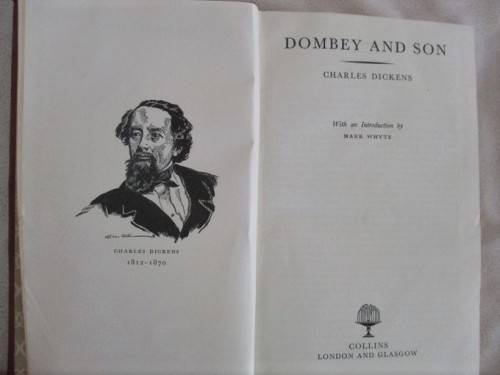 CHARLES DICKENS
1812–1870
DOMBEY AND SON
CHARLES DICKENS
With an Introduction by
MARK WHYTE
COLLINS
LONDON AND GLASGOW